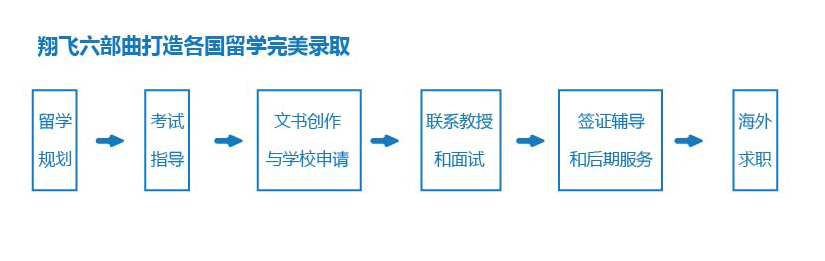 翔飞六部曲打造各国留学完美录取
留学
规划
考试
指导
文书创作
与学校申请
联系教授
和面试
签证辅导
和后期服务
海外
求职